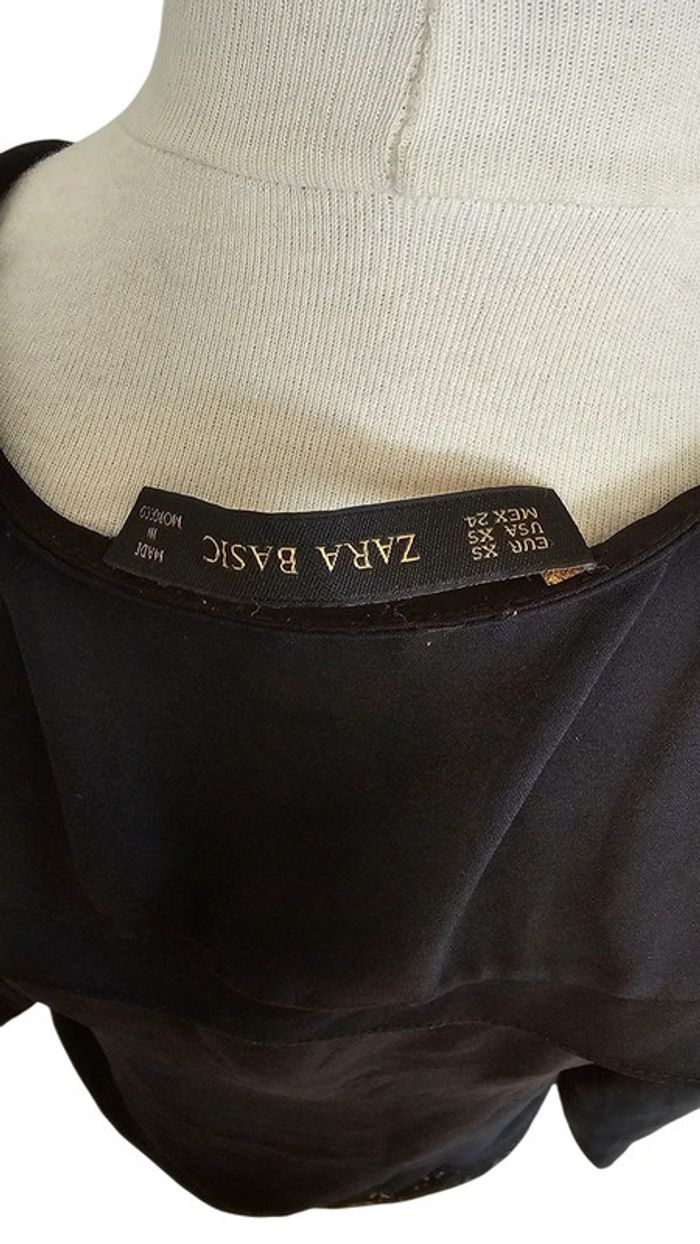 EUR XS
USA XS
MEX 24
ZARA BASIC
MADE
IN
MOROCCO